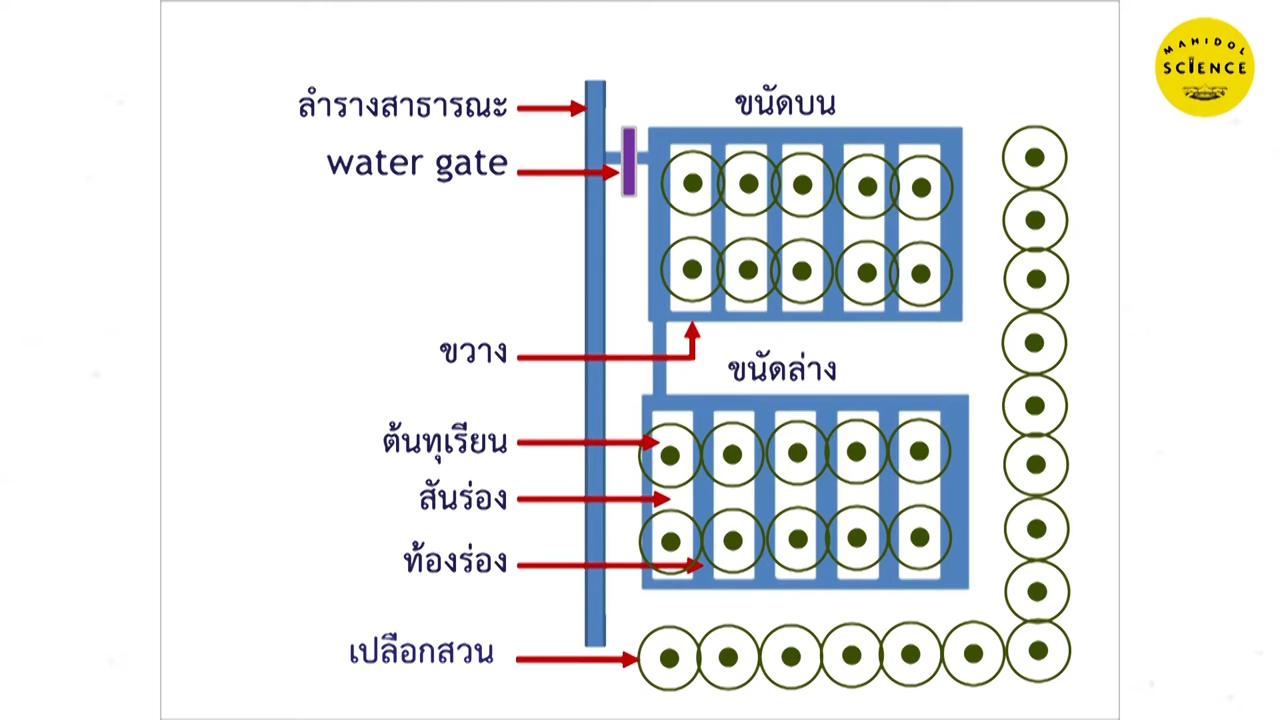 MAHIDOL
SCIENCE
ลำรางสาธารณะ
ขนัดบน
water gate
ขวาง
ขนัดล่าง
ต้นทุเรียน
สันร่อง
ท้องร่อง
เปลือกสวน